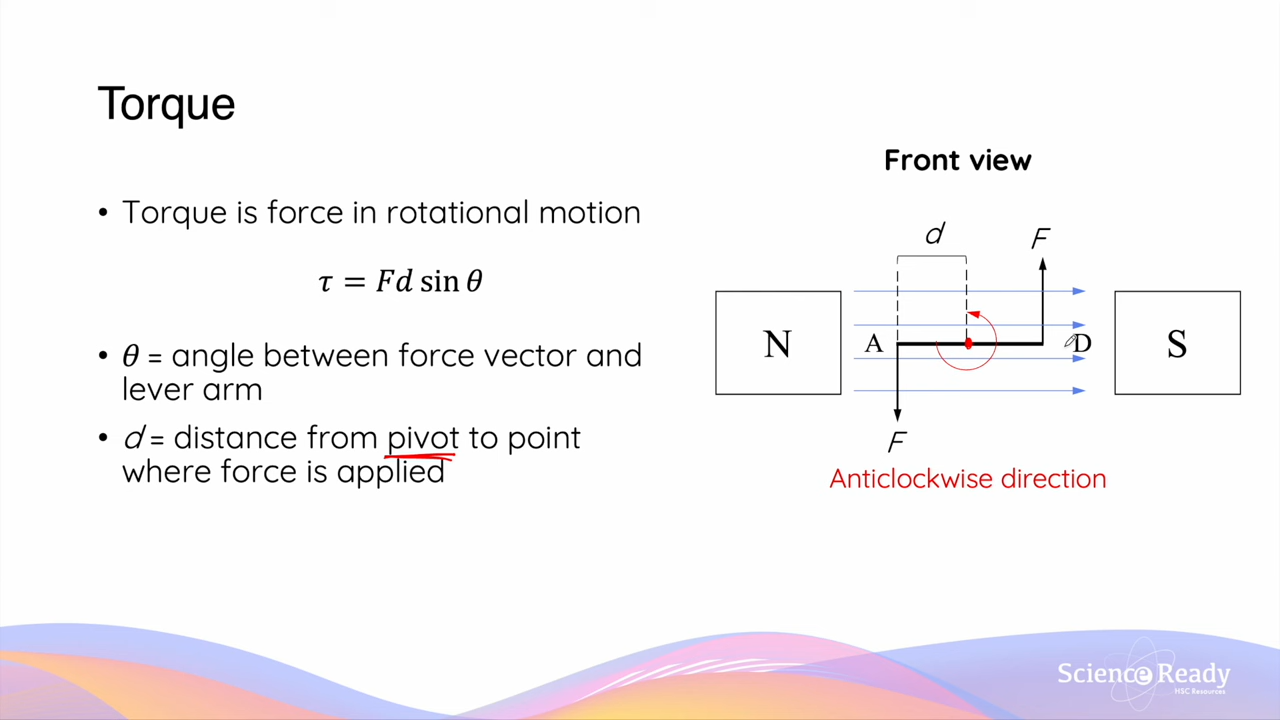 Torque
• Torque is force in rotational motion
τ = Fd sin θ
• θ = angle between force vector and
lever arm
• d = distance from pivot to point
where force is applied
Front view
d
F
N
A
D
S
F
Anticlockwise direction
Science Ready
HSC Resources